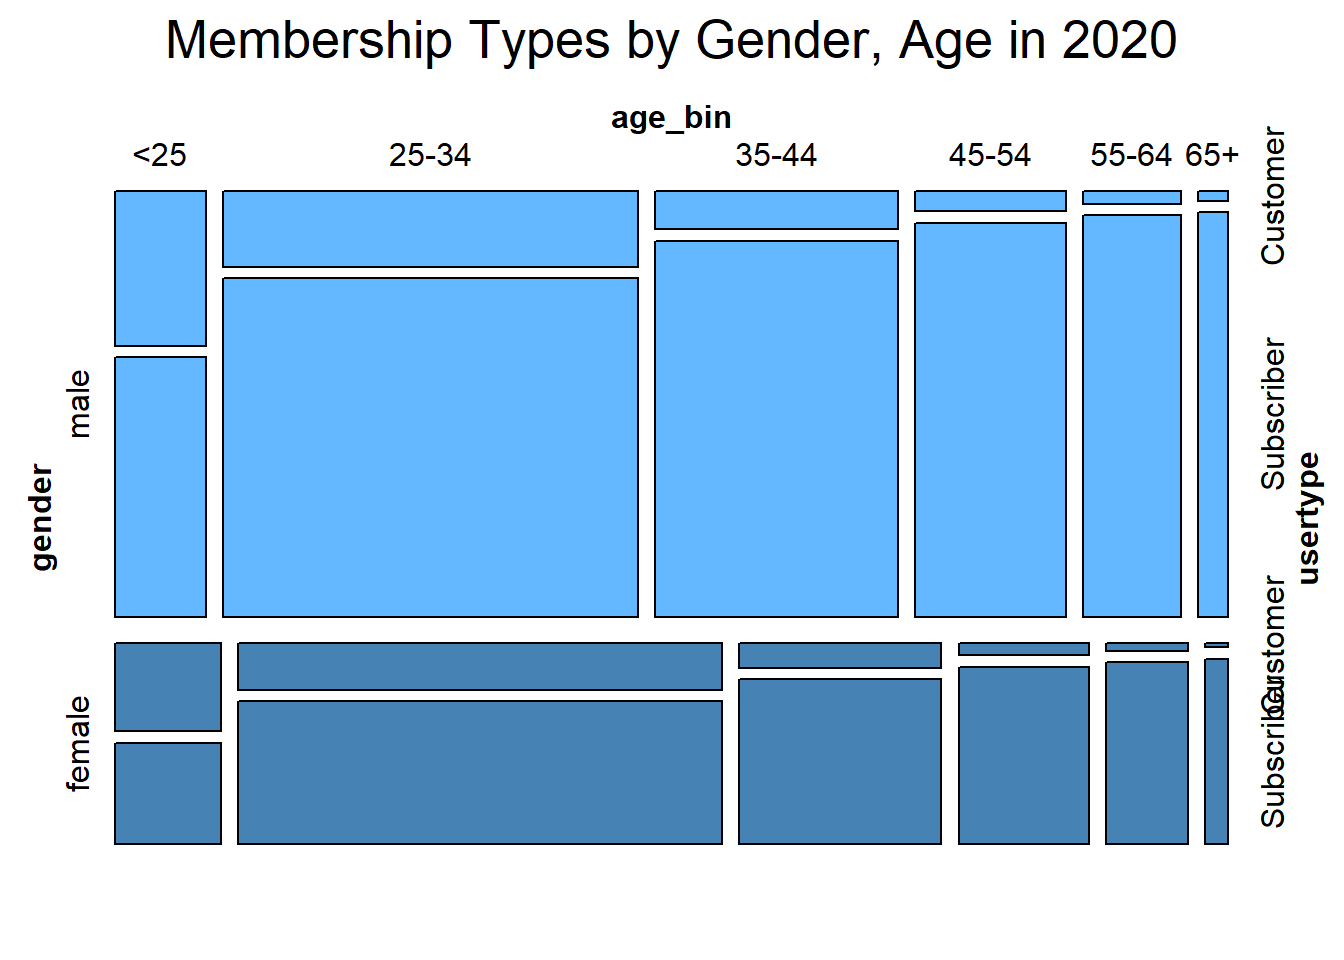 Membership Types by Gender, Age in 2020
age_bin
<25 25-34 35-44 45-54 55-64 65+
gender
male
female
Customer
Subscriber
Customer
Subscriber
usertype